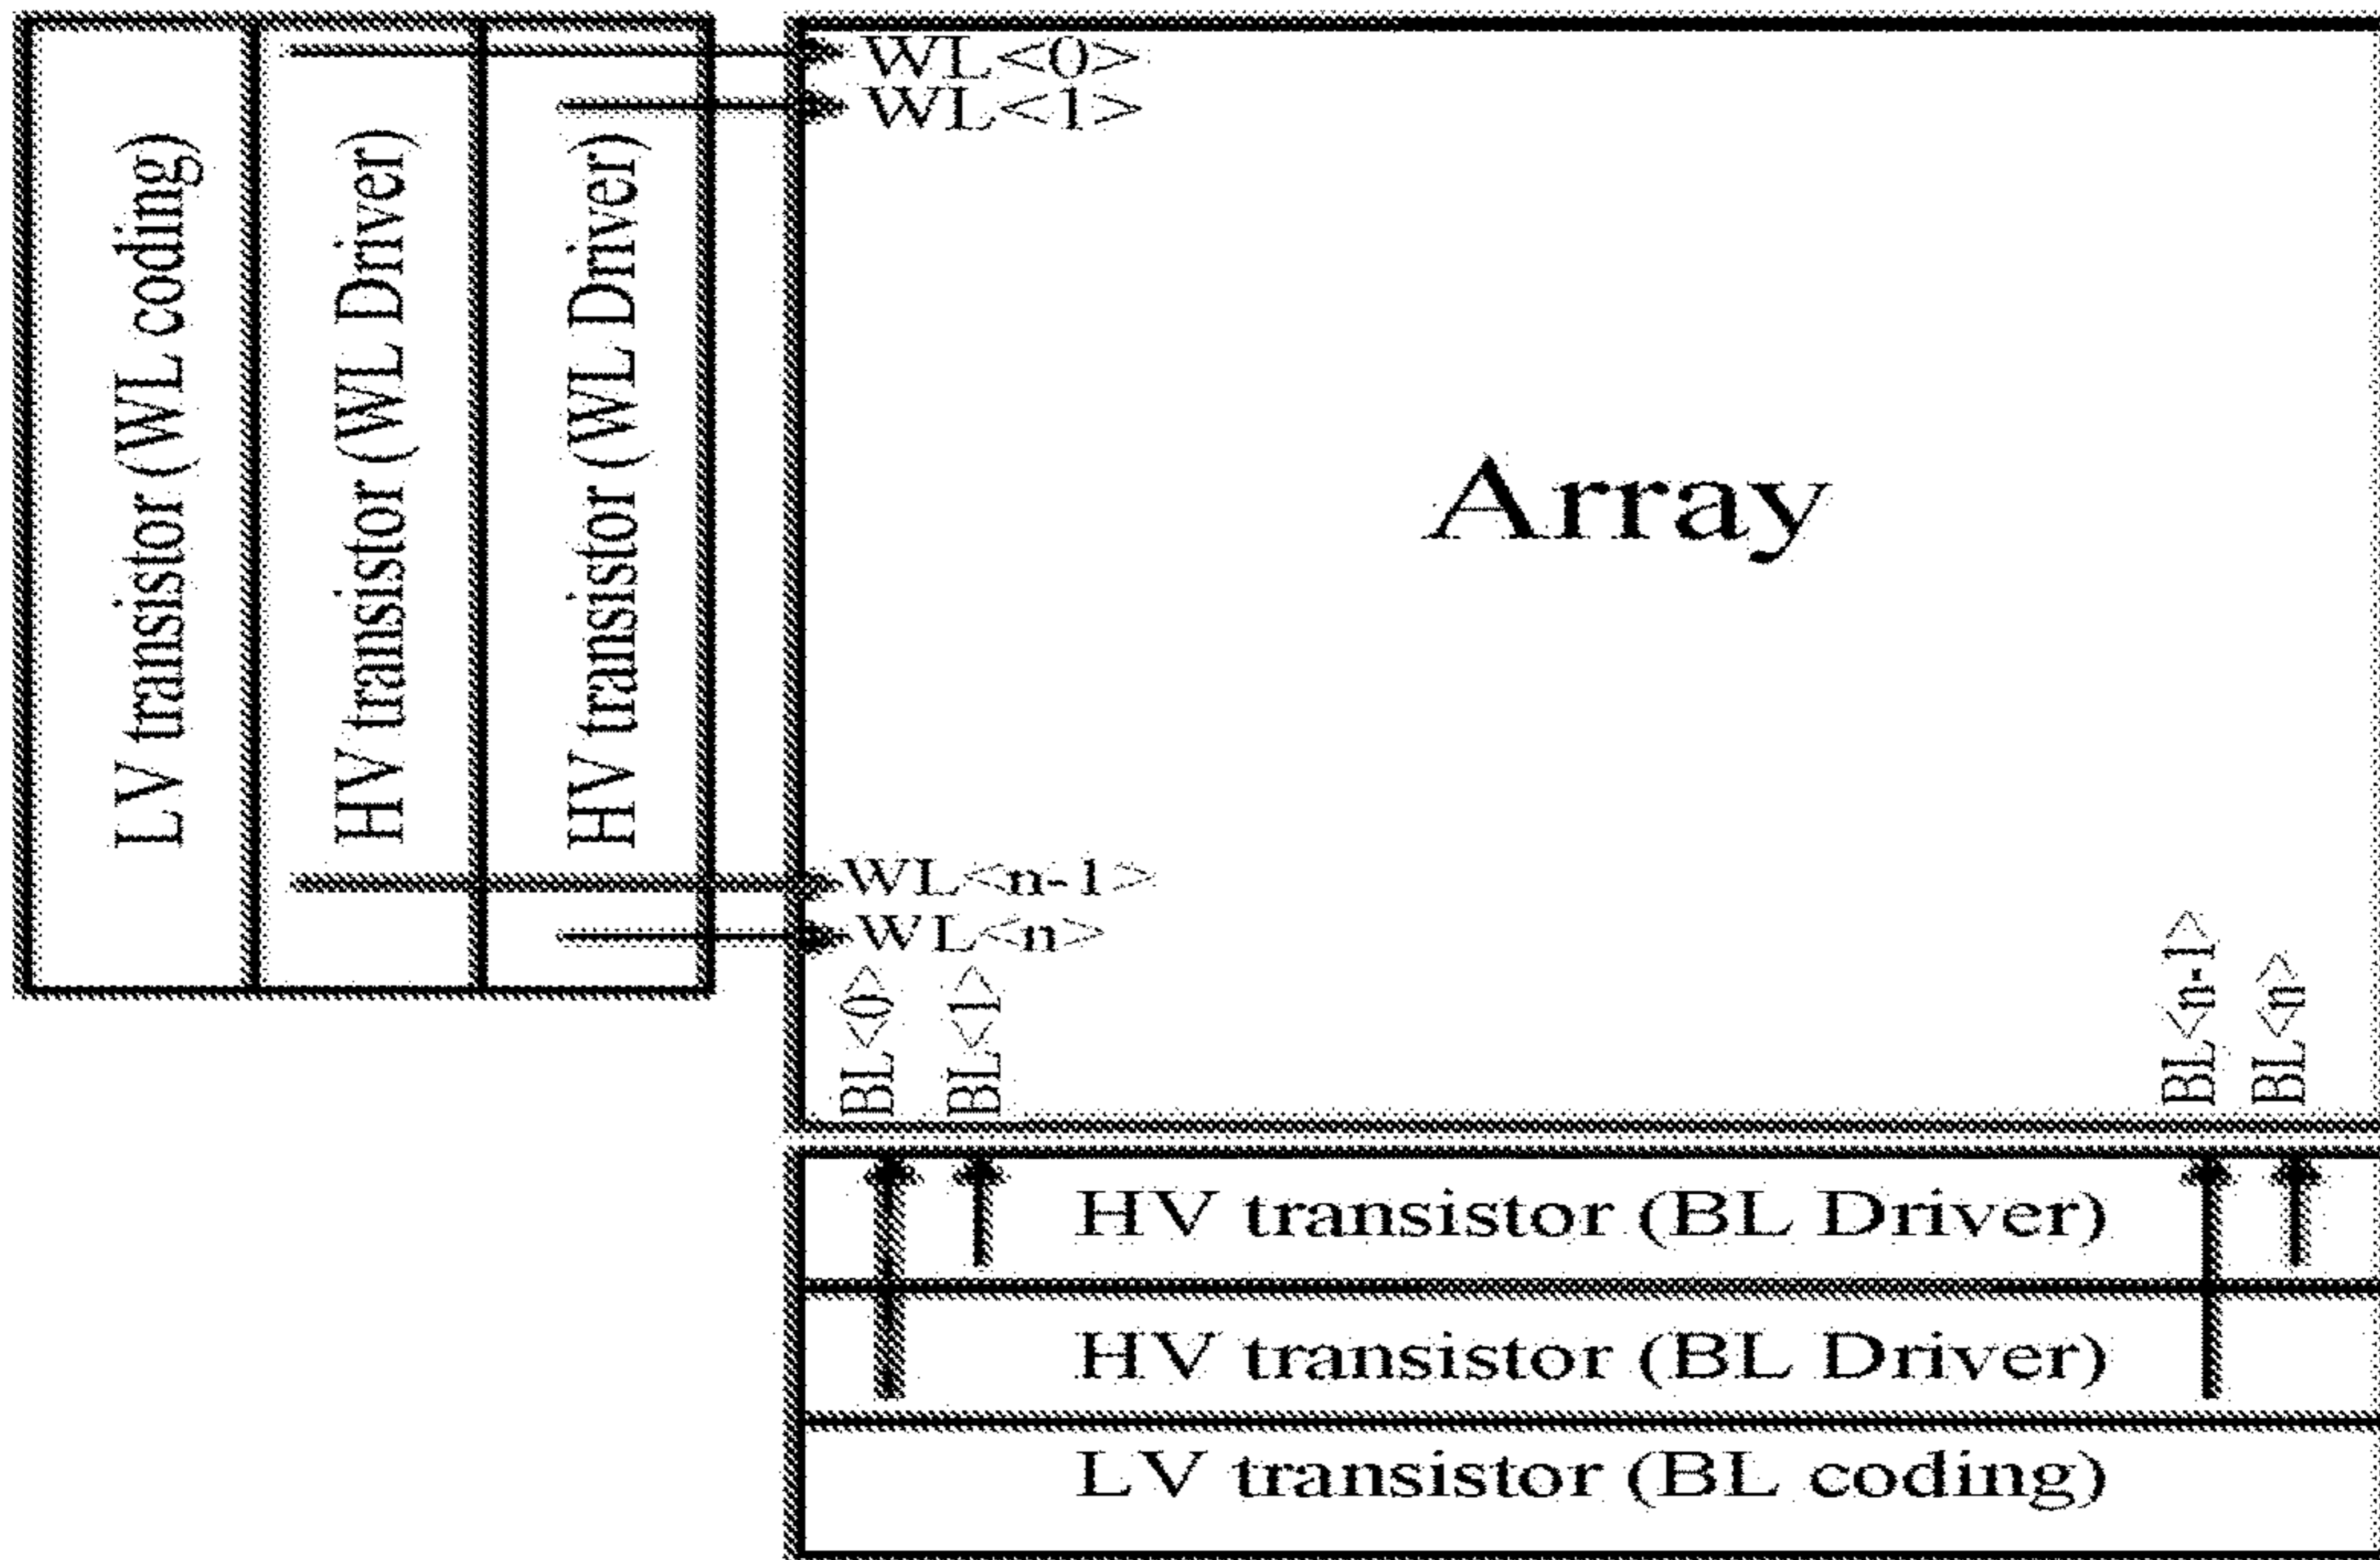 LV transistor (WL coding)
HV transistor (WL Driver)
HV transistor (WL Driver)
WL<0>
WL<1>
Array
WL<n-1>
WL<n>
BL<0>
BL<1>
BL<n-1>
BL<n>
HV transistor (BL Driver)
HV transistor (BL Driver)
LV transistor (BL coding)